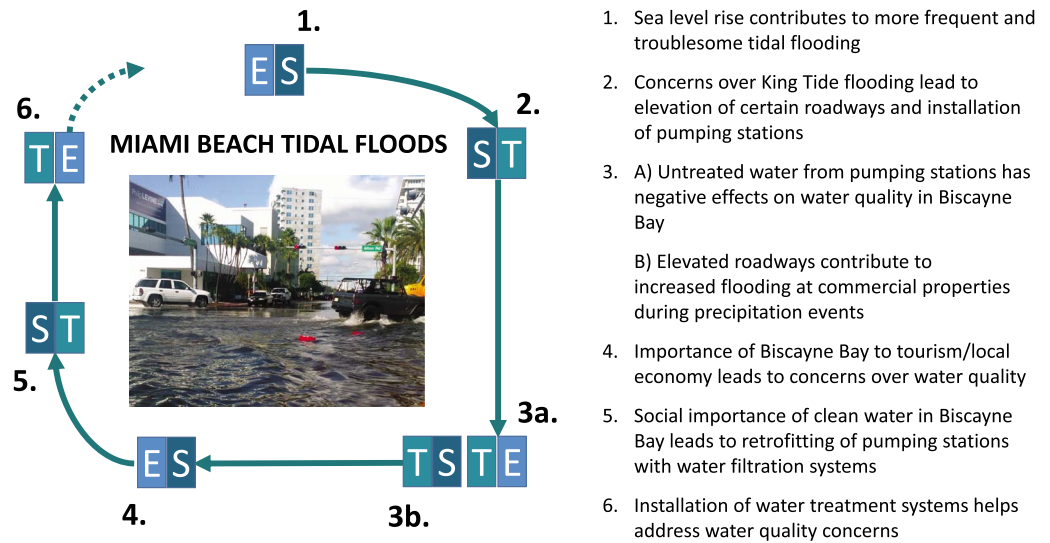 1.
E S
2.
S T
MIAMI BEACH TIDAL FLOODS
6.
T E
S T
5.
3a.
T S T E
E S
4.
3b.
1. Sea level rise contributes to more frequent and
troublesome tidal flooding
2. Concerns over King Tide flooding lead to
elevation of certain roadways and installation
of pumping stations
3. A) Untreated water from pumping stations has
negative effects on water quality in Biscayne
Bay
B) Elevated roadways contribute to
increased flooding at commercial properties
during precipitation events
4. Importance of Biscayne Bay to tourism/local
economy leads to concerns over water quality
5. Social importance of clean water in Biscayne
Bay leads to retrofitting of pumping stations
with water filtration systems
6. Installation of water treatment systems helps
address water quality concerns